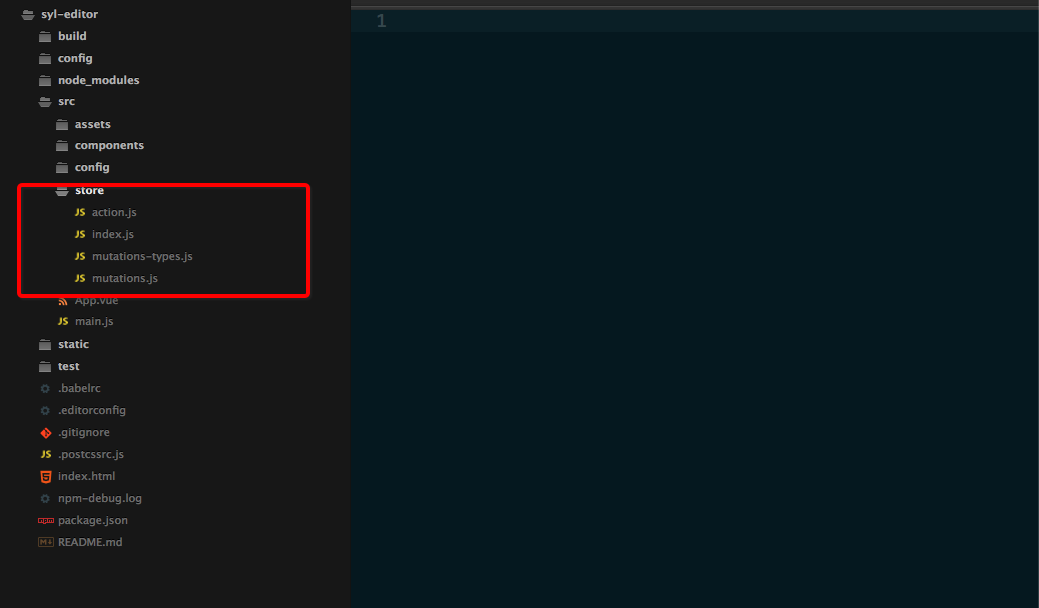 syl-editor
1
build
config
node_modules
src
assets
components
config
store
JS action.js
JS index.js
JS mutations-types.js
JS mutations.js
App.vue
JS main.js
static
test
.babelrc
.editorconfig
.gitignore
JS .postcssrc.js
index.html
npm-debug.log
npm package.json
M↓ README.md